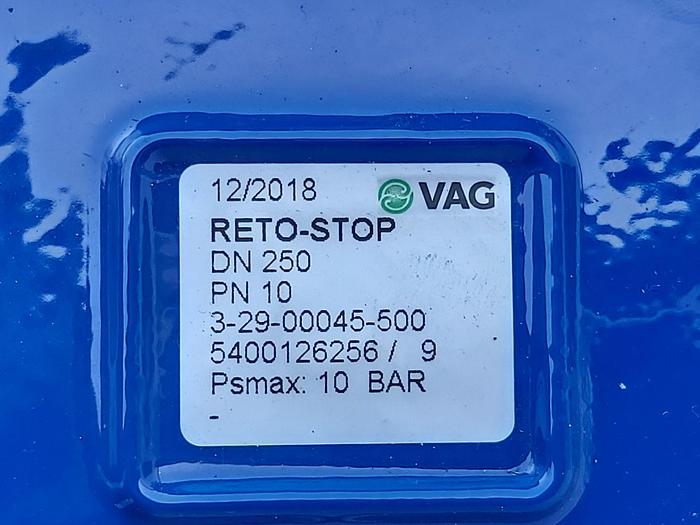 12/2018 VAG
RETO-STOP
DN 250
PN 10
3-29-00045-500
5400126256 / 9
Psmax: 10 BAR
-